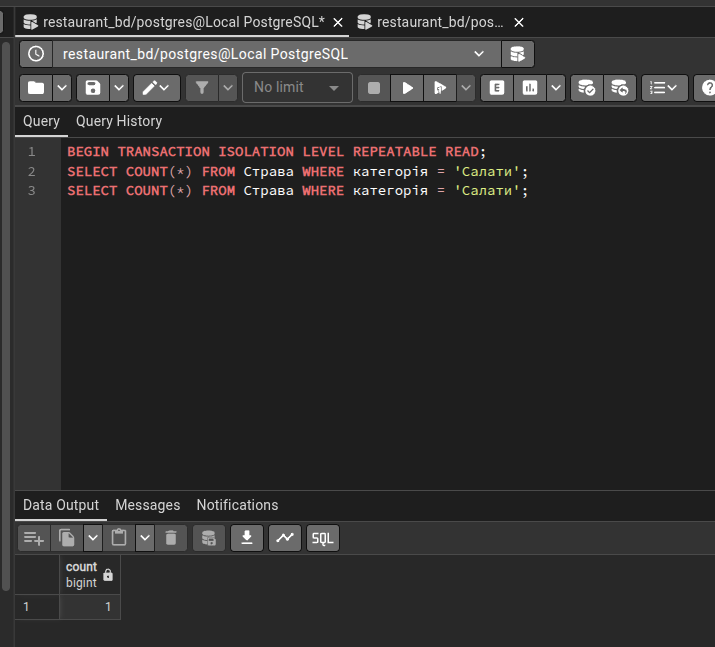 restaurant_bd/postgres@Local PostgreSQL*
restaurant_bd/postgres@Local PostgreSQL
restaurant_bd/pos...
No limit
E
Query
Query History
1 BEGIN TRANSACTION ISOLATION LEVEL REPEATABLE READ;
2 SELECT COUNT(*) FROM Страва WHERE категорія = 'Салати';
3 SELECT COUNT(*) FROM Страва WHERE категорія = 'Салати';
Data Output
Messages
Notifications
SQL
count
bigint
1 1